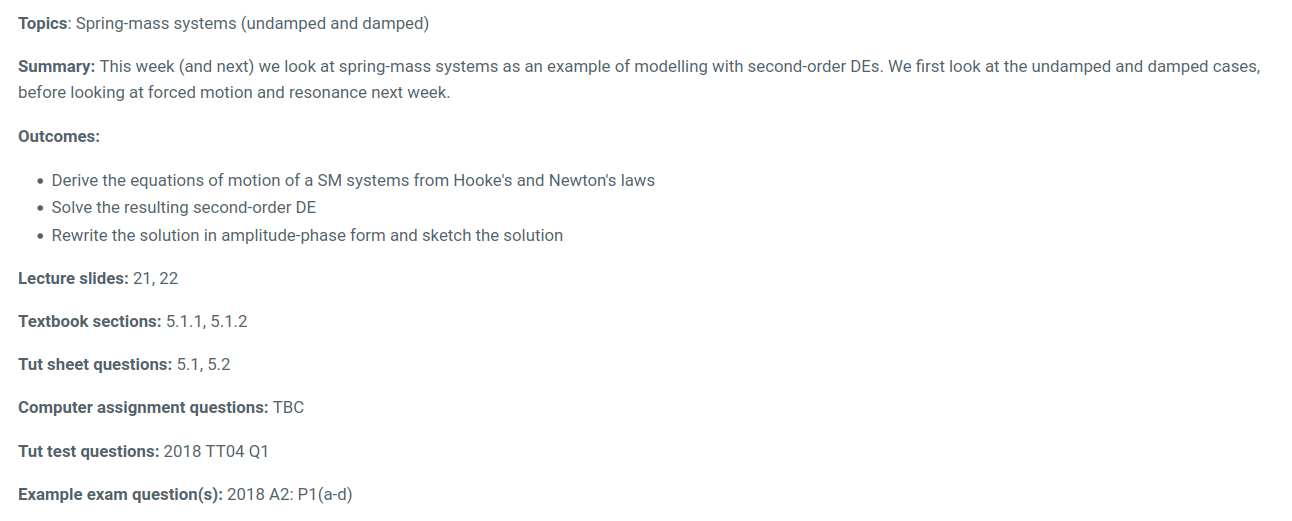 Topics: Spring-mass systems (undamped and damped)
Summary: This week (and next) we look at spring-mass systems as an example of modelling with second-order DEs. We first look at the undamped and damped cases,
before looking at forced motion and resonance next week.
Outcomes:
• Derive the equations of motion of a SM systems from Hooke's and Newton's laws
• Solve the resulting second-order DE
• Rewrite the solution in amplitude-phase form and sketch the solution
Lecture slides: 21, 22
Textbook sections: 5.1.1, 5.1.2
Tut sheet questions: 5.1, 5.2
Computer assignment questions: TBC
Tut test questions: 2018 TT04 Q1
Example exam question(s): 2018 A2: P1(a-d)